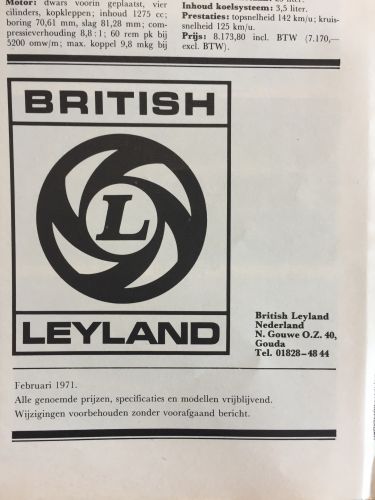 Motor: dwars voorin geplaatst, vier
cilinders, kopkleppen; inhoud 1275 cc;
boring 70,61 mm, slag 81,28 mm; com-
pressieverhouding 8,8:1; 60 rem pk bij
5200 omw/m; max. koppel 9,8 mkg bij
Inhoud koelsysteem: 3,5 liter.
Prestaties: topsnelheid 142 km/u; kruis-
snelheid 125 km/u.
Prijs: 8.173,80 incl. BTW (7.170,—
excl. BTW).
BRITISH
L
LEYLAND
British Leyland
Nederland
N. Gouwe O.Z. 40,
Gouda
Tel. 01828-48 44
Februari 1971.
Alle genoemde prijzen, specificaties en modellen vrijblijvend.
Wijzigingen voorbehouden zonder voorafgaand bericht.